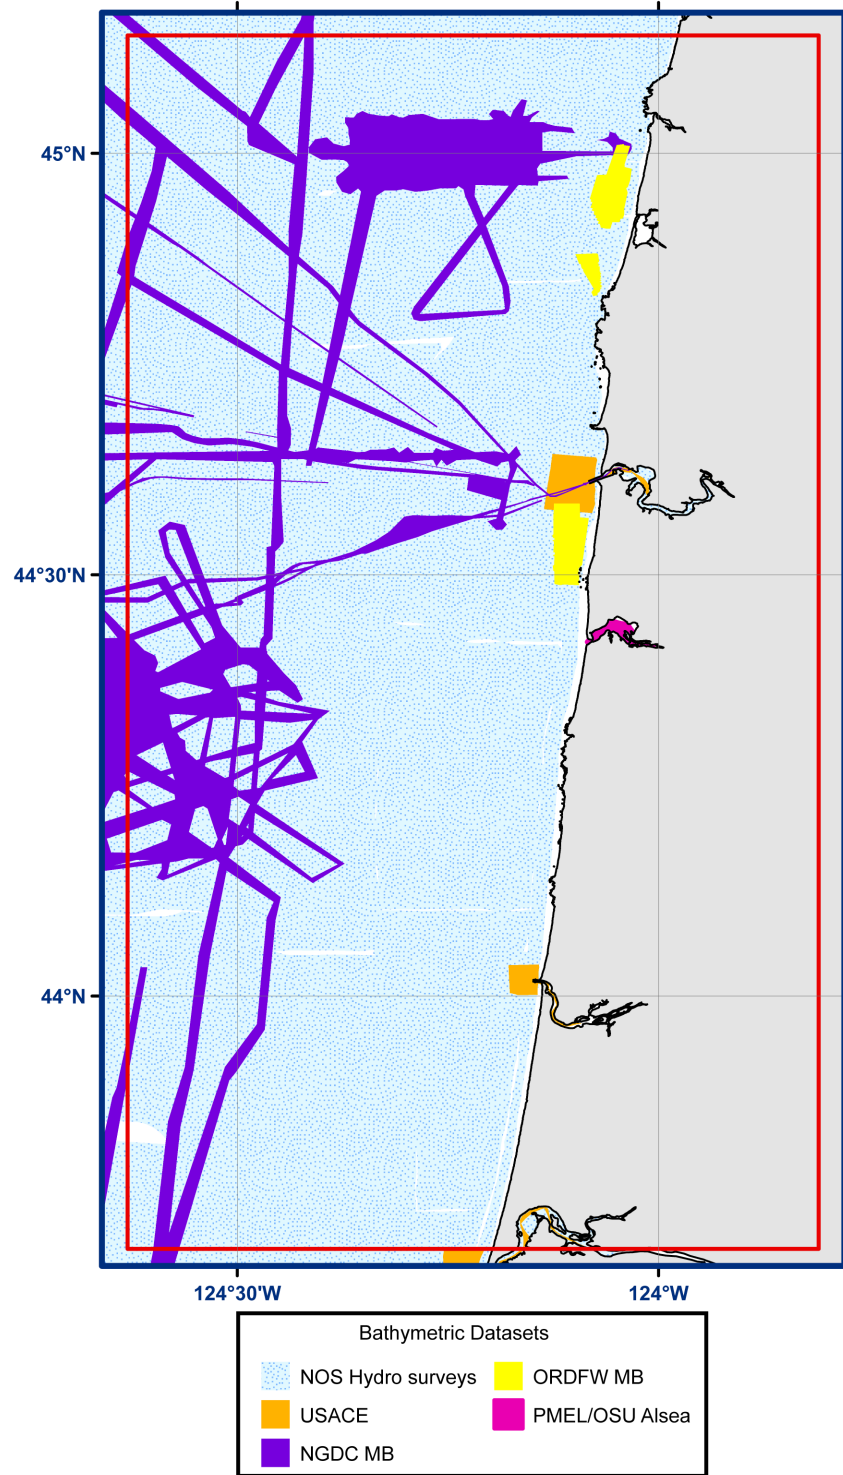 45°N
44°30'N
44°N
124°30'W
124°W
Bathymetric Datasets
NOS Hydro surveys
ORDFW MB
USACE
PMEL/OSU Alsea
NGDC MB